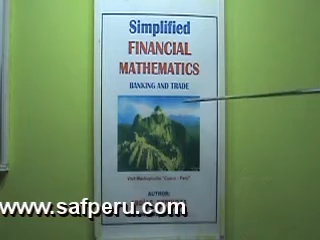 Simplified
FINANCIAL
MATHEMATICS
BANKING AND TRADE
AUTHOR:
www.safperu.com